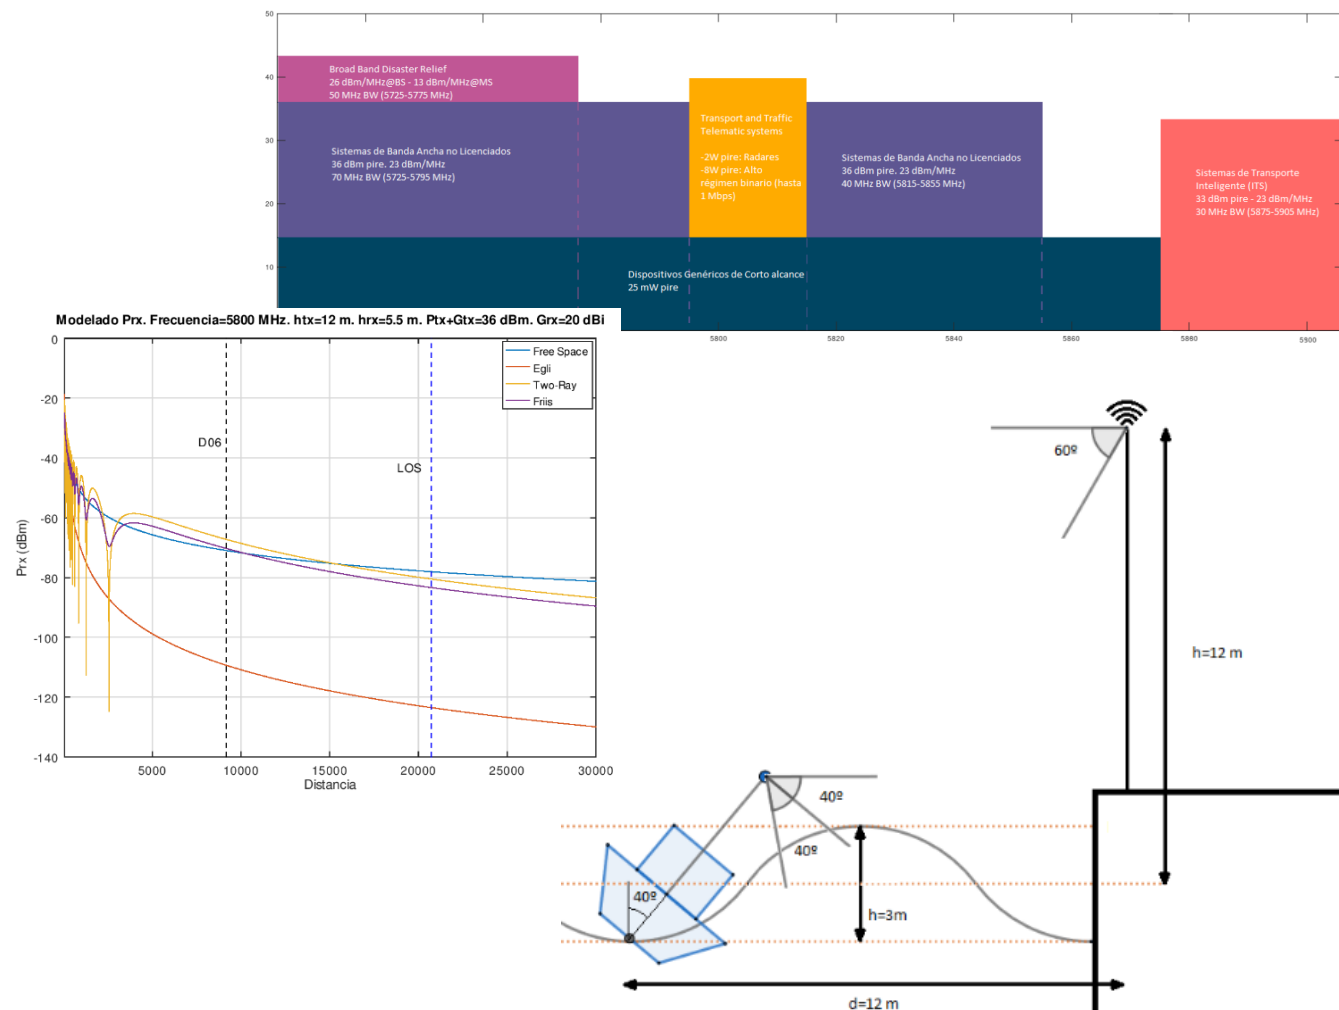 50
40
30
20
10
Broad Band Disaster Relief
26 dBm/MHz@BS - 13 dBm/MHz@MS
50 MHz BW (5725-5775 MHz)
Sistemas de Banda Ancha no Licenciados
36 dBm pire. 23 dBm/MHz
70 MHz BW (5725-5795 MHz)
Transport and Traffic
Telematic systems
-2W pire: Radares
-8W pire: Alto
régimen binario (hasta
1 Mbps)
Sistemas de Banda Ancha no Licenciados
36 dBm pire. 23 dBm/MHz
40 MHz BW (5815-5855 MHz)
Sistemas de Transporte
Inteligente (ITS)
33 dBm pire - 23 dBm/MHz
30 MHz BW (5875-5905 MHz)
Dispositivos Genéricos de Corto alcance
25 mW pire
5800 5820 5840 5860 5880 5900
Modelado Prx. Frecuencia=5800 MHz. htx=12 m. hrx=5.5 m. Ptx+Gtx=36 dBm. Grx=20 dBi
Prx (dBm)
0
-20
-40
-60
-80
-100
-120
-140
Free Space
Egli
Two-Ray
Friis
D06
LOS
5000 10000 15000 20000 25000 30000
Distancia
60º
h=12 m
40º
40º
40º
h=3m
d=12 m